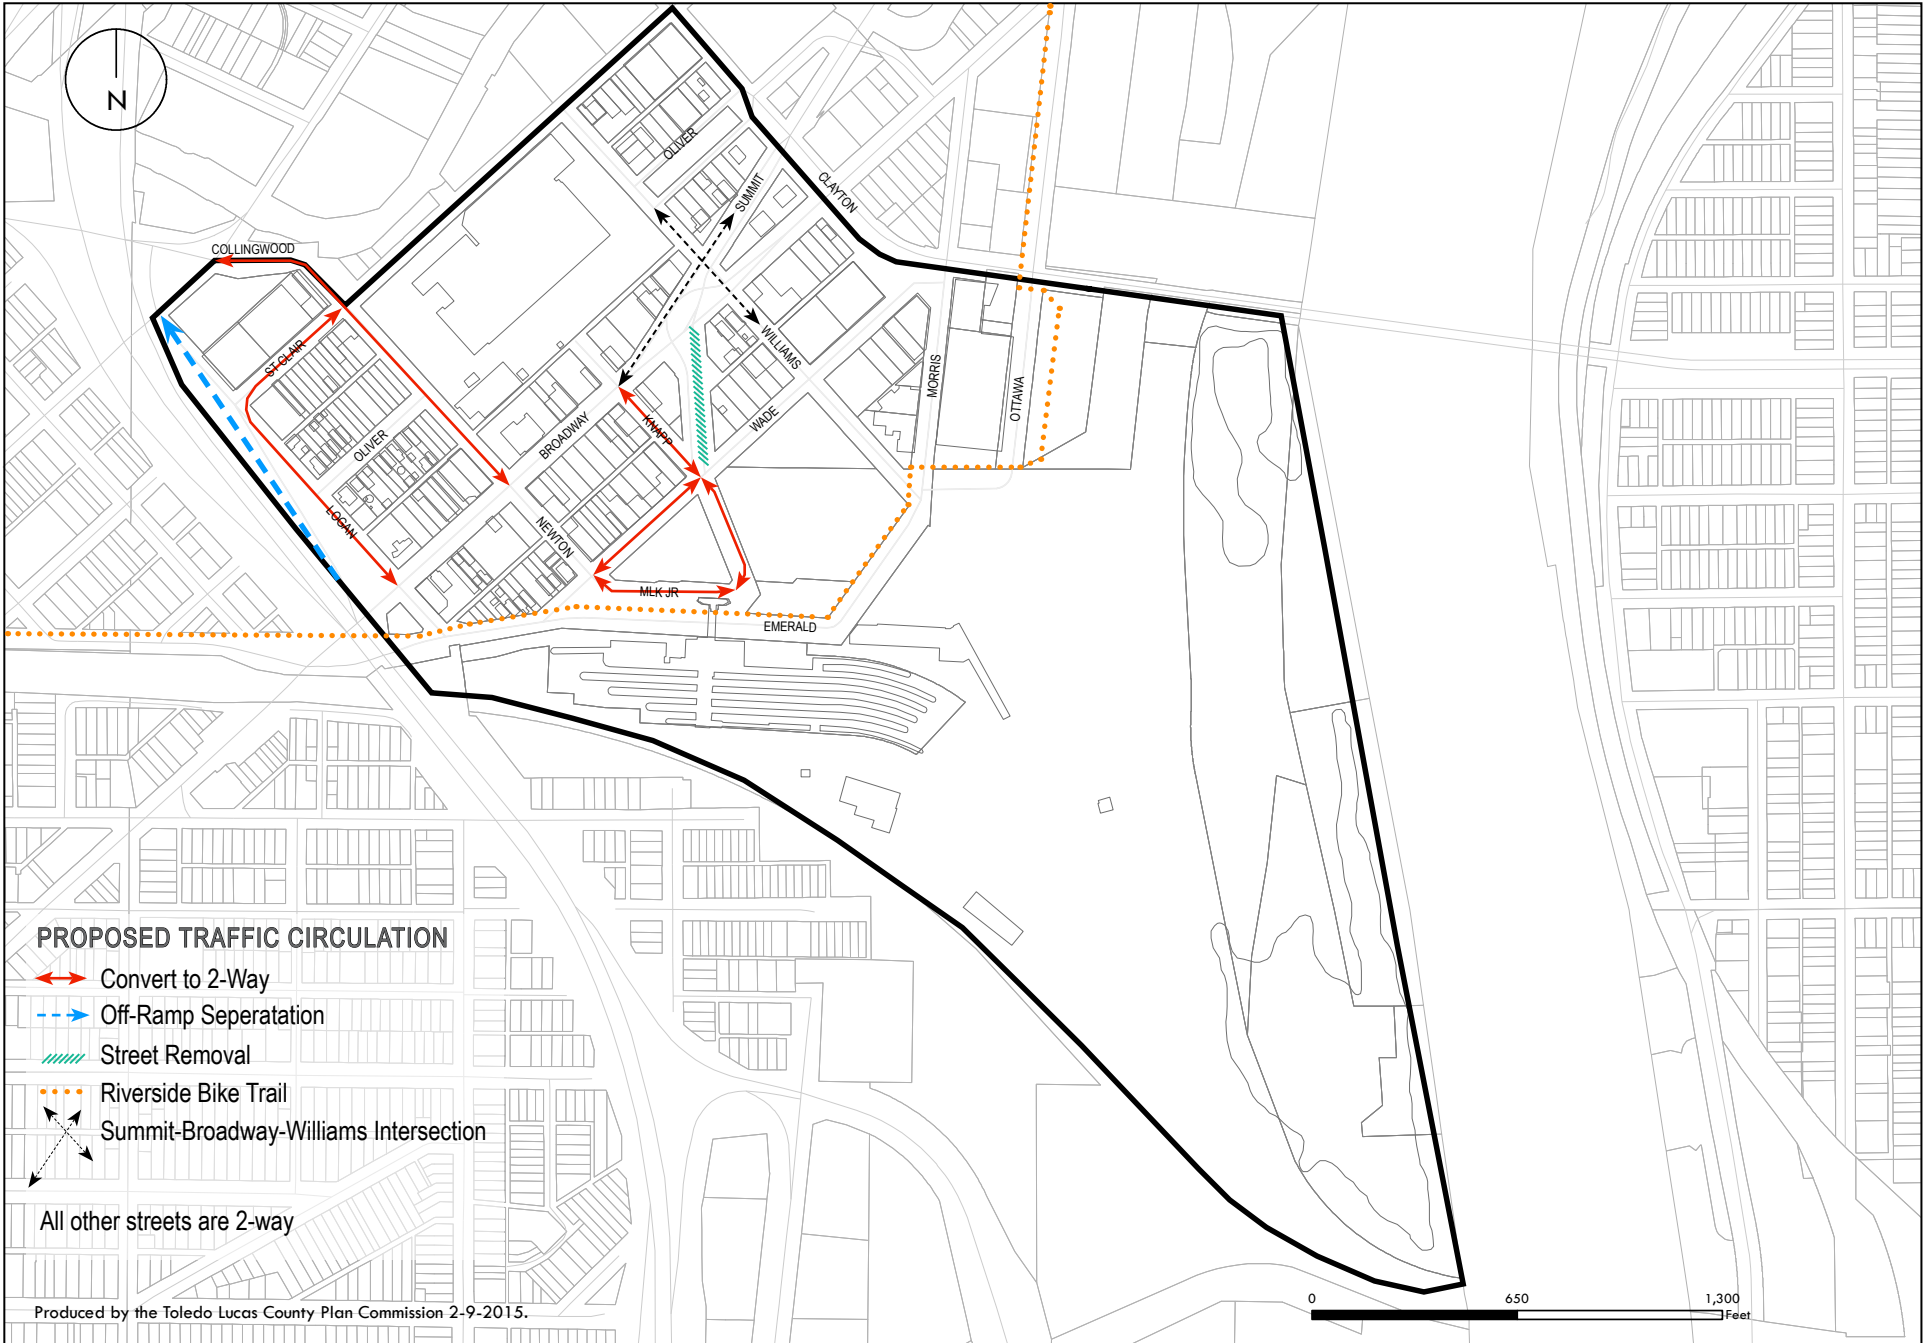 N
OLIVER
SUMMIT
CLAYTON
COLLINGWOOD
ST CLAIR
WILLIAMS
MORRIS
OTTAWA
BROADWAY
KNAPP
WADE
OLIVER
LOGAN
NEWTON
MLK JR
EMERALD
PROPOSED TRAFFIC CIRCULATION
Convert to 2-Way
Off-Ramp Seperatation
Street Removal
Riverside Bike Trail
Summit-Broadway-Williams Intersection
All other streets are 2-way
Produced by the Toledo Lucas County Plan Commission 2-9-2015.
0 650 1,300
Feet